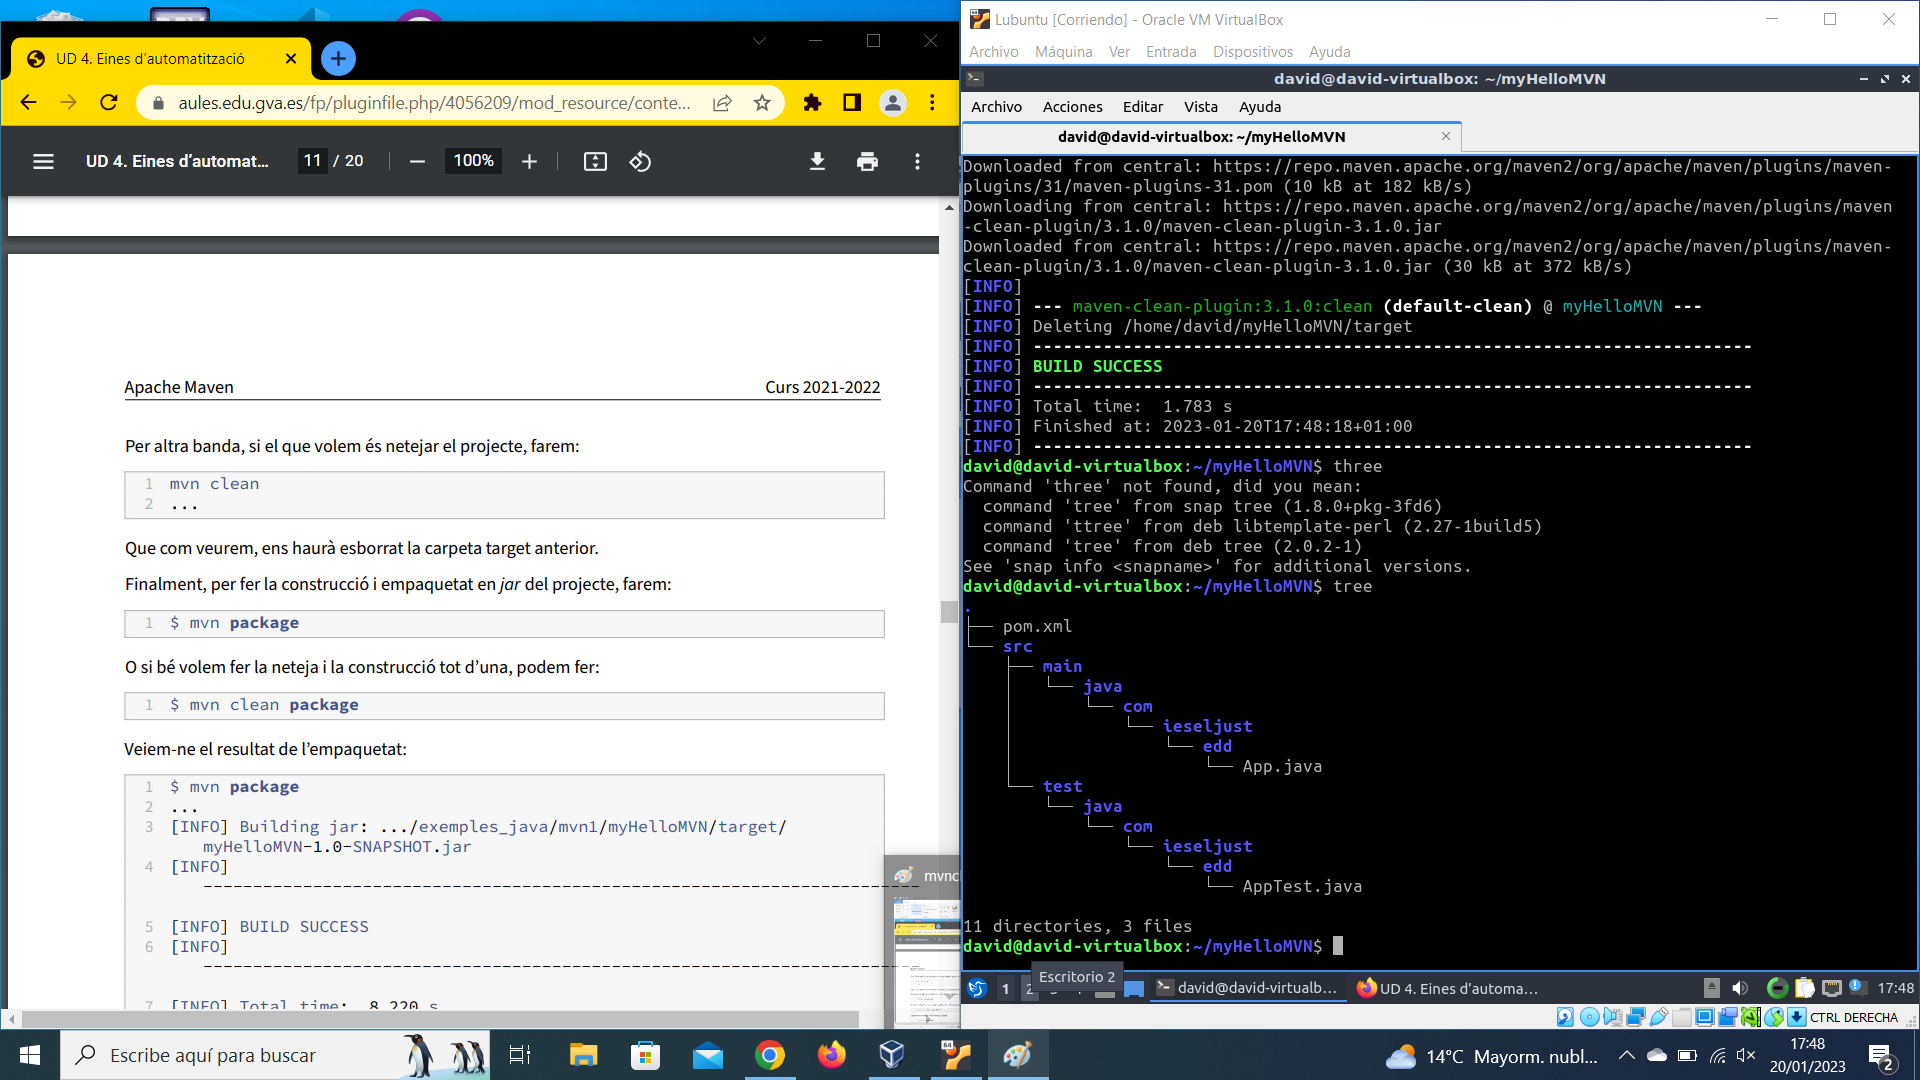 UD 4. Eines d'automatització
aules.edu.gva.es/fp/pluginfile.php/4056209/mod_resource/conte...
UD 4. Eines d'automat...
11 / 20
100%
Apache Maven
Curs 2021-2022
Per altra banda, si el que volem és netejar el projecte, farem:
1 mvn clean
2 ...
Que com veurem, ens haurà esborrat la carpeta target anterior.
Finalment, per fer la construcció i empaquetat en jar del projecte, farem:
1 $ mvn package
O si bé volem fer la neteja i la construcció tot d'una, podem fer:
1 $ mvn clean package
Veiem-ne el resultat de l'empaquetat:
1 $ mvn package
2 ...
3 [INFO] Building jar: .../exemples_java/mvn1/myHelloMVN/target/
myHelloMVN-1.0-SNAPSHOT.jar
4 [INFO]
------------------------------------------------------------------------
5 [INFO] BUILD SUCCESS
6 [INFO]
------------------------------------------------------------------------
7 [INFO] Total time: 8.220 s
mvnc
Lubuntu [Corriendo] - Oracle VM VirtualBox
Archivo Máquina Ver Entrada Dispositivos Ayuda
david@david-virtualbox: ~/myHelloMVN
Archivo Acciones Editar Vista Ayuda
david@david-virtualbox: ~/myHelloMVN
Downloaded from central: https://repo.maven.apache.org/maven2/org/apache/maven/plugins/maven-
plugins/31/maven-plugins-31.pom (10 kB at 182 kB/s)
Downloading from central: https://repo.maven.apache.org/maven2/org/apache/maven/plugins/maven
-clean-plugin/3.1.0/maven-clean-plugin-3.1.0.jar
Downloaded from central: https://repo.maven.apache.org/maven2/org/apache/maven/plugins/maven-
clean-plugin/3.1.0/maven-clean-plugin-3.1.0.jar (30 kB at 372 kB/s)
[INFO]
[INFO] --- maven-clean-plugin:3.1.0:clean (default-clean) @ myHelloMVN ---
[INFO] Deleting /home/david/myHelloMVN/target
[INFO] ------------------------------------------------------------------------
[INFO] BUILD SUCCESS
[INFO] ------------------------------------------------------------------------
[INFO] Total time:  1.783 s
[INFO] Finished at: 2023-01-20T17:48:18+01:00
[INFO] ------------------------------------------------------------------------
david@david-virtualbox:~/myHelloMVN$ three
Command 'three' not found, did you mean:
  command 'tree' from snap tree (1.8.0+pkg-3fd6)
  command 'ttree' from deb libtemplate-perl (2.27-1build5)
  command 'tree' from deb tree (2.0.2-1)
See 'snap info <snapname>' for additional versions.
david@david-virtualbox:~/myHelloMVN$ tree
.
├── pom.xml
└── src
    ├── main
    │   └── java
    │       └── com
    │           └── ieseljust
    │               └── edd
    │                   └── App.java
    └── test
        └── java
            └── com
                └── ieseljust
                    └── edd
                        └── AppTest.java
11 directories, 3 files
david@david-virtualbox:~/myHelloMVN$
Escritorio 2
1 2 david@david-virtualb... UD 4. Eines d'automa... 17:48
CTRL DERECHA
Escribe aquí para buscar
14°C Mayorm. nubl...
17:48
20/01/2023
2